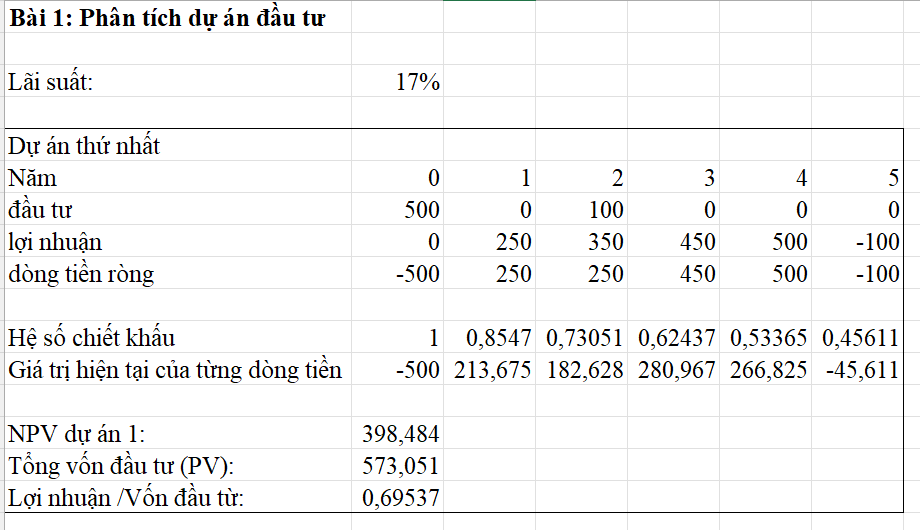 Bài 1: Phân tích dự án đầu tư
Lãi suất: 17%
Dự án thứ nhất
Năm 0 1 2 3 4 5
đầu tư 500 0 100 0 0 0
lợi nhuận 0 250 350 450 500 -100
dòng tiền ròng -500 250 250 450 500 -100
Hệ số chiết khấu 1 0,8547 0,73051 0,62437 0,53365 0,45611
Giá trị hiện tại của từng dòng tiền -500 213,675 182,628 280,967 266,825 -45,611
NPV dự án 1: 398,484
Tổng vốn đầu tư (PV): 573,051
Lợi nhuận /Vốn đầu từ: 0,69537